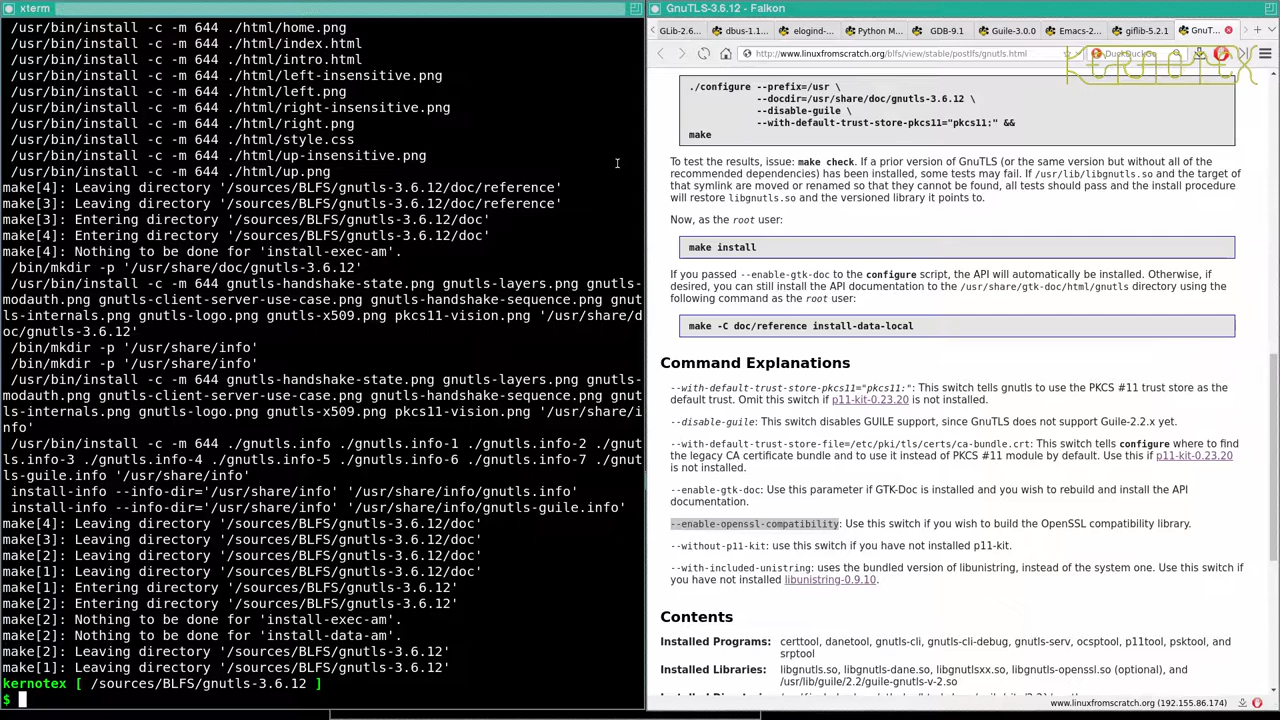 xterm
/usr/bin/install -c -m 644 ./html/home.png
/usr/bin/install -c -m 644 ./html/index.html
/usr/bin/install -c -m 644 ./html/intro.html
/usr/bin/install -c -m 644 ./html/left-insensitive.png
/usr/bin/install -c -m 644 ./html/left.png
/usr/bin/install -c -m 644 ./html/right-insensitive.png
/usr/bin/install -c -m 644 ./html/right.png
/usr/bin/install -c -m 644 ./html/style.css
/usr/bin/install -c -m 644 ./html/up-insensitive.png
/usr/bin/install -c -m 644 ./html/up.png
make[4]: Leaving directory '/sources/BLFS/gnutls-3.6.12/doc/reference'
make[3]: Leaving directory '/sources/BLFS/gnutls-3.6.12/doc/reference'
make[3]: Entering directory '/sources/BLFS/gnutls-3.6.12/doc'
make[4]: Entering directory '/sources/BLFS/gnutls-3.6.12/doc'
make[4]: Nothing to be done for 'install-exec-am'.
/bin/mkdir -p '/usr/share/doc/gnutls-3.6.12'
/usr/bin/install -c -m 644 gnutls-handshake-state.png gnutls-layers.png gnutls-
modauth.png gnutls-client-server-use-case.png gnutls-handshake-sequence.png gnut
ls-internals.png gnutls-logo.png gnutls-x509.png pkcs11-vision.png '/usr/share/d
oc/gnutls-3.6.12'
/bin/mkdir -p '/usr/share/info'
/bin/mkdir -p '/usr/share/info'
/usr/bin/install -c -m 644 gnutls-handshake-state.png gnutls-layers.png gnutls-
modauth.png gnutls-client-server-use-case.png gnutls-handshake-sequence.png gnut
ls-internals.png gnutls-logo.png gnutls-x509.png pkcs11-vision.png '/usr/share/i
nfo'
/usr/bin/install -c -m 644 ./gnutls.info ./gnutls.info-1 ./gnutls.info-2 ./gnut
ls.info-3 ./gnutls.info-4 ./gnutls.info-5 ./gnutls.info-6 ./gnutls.info-7 ./gnut
ls-guile.info '/usr/share/info'
install-info --info-dir='/usr/share/info' '/usr/share/info/gnutls.info'
install-info --info-dir='/usr/share/info' '/usr/share/info/gnutls-guile.info'
make[4]: Leaving directory '/sources/BLFS/gnutls-3.6.12/doc'
make[3]: Leaving directory '/sources/BLFS/gnutls-3.6.12/doc'
make[2]: Leaving directory '/sources/BLFS/gnutls-3.6.12/doc'
make[1]: Leaving directory '/sources/BLFS/gnutls-3.6.12/doc'
make[1]: Entering directory '/sources/BLFS/gnutls-3.6.12'
make[2]: Entering directory '/sources/BLFS/gnutls-3.6.12'
make[2]: Nothing to be done for 'install-exec-am'.
make[2]: Nothing to be done for 'install-data-am'.
make[2]: Leaving directory '/sources/BLFS/gnutls-3.6.12'
make[1]: Leaving directory '/sources/BLFS/gnutls-3.6.12'
kernotex [ /sources/BLFS/gnutls-3.6.12 ]
$
GnuTLS-3.6.12 - Falkon
GLib-2.6... dbus-1.1... elogind-... Python M... GDB-9.1 Guile-3.0.0 Emacs-2... giflib-5.2.1 GnuT...
http://www.linuxfromscratch.org/blfs/view/stable/postlfs/gnutls.html DuckDuckGo
KERNOTEX
./configure --prefix=/usr \
--docdir=/usr/share/doc/gnutls-3.6.12 \
--disable-guile \
--with-default-trust-store-pkcs11="pkcs11:" &&
make
To test the results, issue: make check. If a prior version of GnuTLS (or the same version but without all of the
recommended dependencies) has been installed, some tests may fail. If /usr/lib/libgnutls.so and the target of
that symlink are moved or renamed so that they cannot be found, all tests should pass and the install procedure
will restore libgnutls.so and the versioned library it points to.
Now, as the root user:
make install
If you passed --enable-gtk-doc to the configure script, the API will automatically be installed. Otherwise, if
desired, you can still install the API documentation to the /usr/share/gtk-doc/html/gnutls directory using the
following command as the root user:
make -C doc/reference install-data-local
Command Explanations
--with-default-trust-store-pkcs11="pkcs11:": This switch tells gnutls to use the PKCS #11 trust store as the
default trust. Omit this switch if p11-kit-0.23.20 is not installed.
--disable-guile: This switch disables GUILE support, since GnuTLS does not support Guile-2.2.x yet.
--with-default-trust-store-file=/etc/pki/tls/certs/ca-bundle.crt: This switch tells configure where to find
the legacy CA certificate bundle and to use it instead of PKCS #11 module by default. Use this if p11-kit-0.23.20
is not installed.
--enable-gtk-doc: Use this parameter if GTK-Doc is installed and you wish to rebuild and install the API
documentation.
--enable-openssl-compatibility: Use this switch if you wish to build the OpenSSL compatibility library.
--without-p11-kit: use this switch if you have not installed p11-kit.
--with-included-unistring: uses the bundled version of libunistring, instead of the system one. Use this switch if
you have not installed libunistring-0.9.10.
Contents
Installed Programs: certtool, danetool, gnutls-cli, gnutls-cli-debug, gnutls-serv, ocsptool, p11tool, psktool, and
srptool
Installed Libraries: libgnutls.so, libgnutls-dane.so, libgnutlsxx.so, libgnutls-openssl.so (optional), and
/usr/lib/guile/2.2/guile-gnutls-v-2.so
www.linuxfromscratch.org (192.155.86.174)